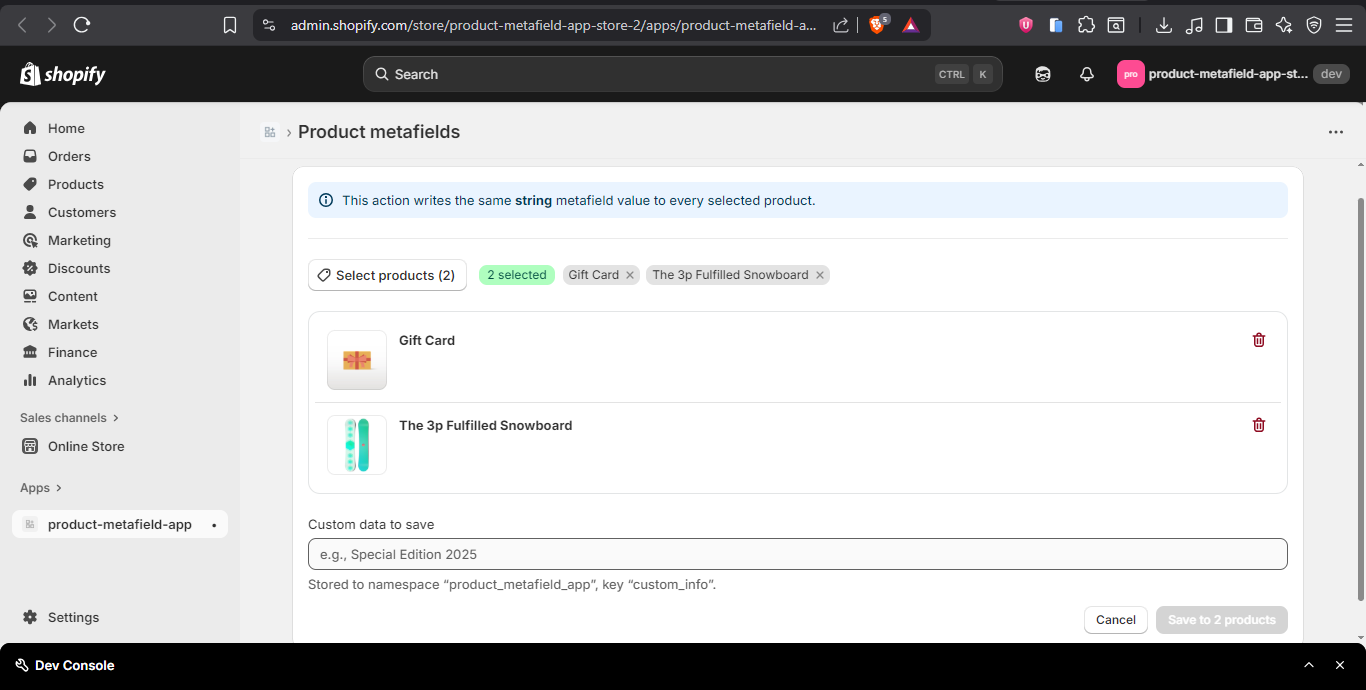 admin.shopify.com/store/product-metafield-app-store-2/apps/product-metafield-a...
5
shopify
Search
CTRL K
pro
product-metafield-app-st...
dev
Home
Orders
Products
Customers
Marketing
Discounts
Content
Markets
Finance
Analytics
Sales channels
Online Store
Apps
product-metafield-app
Settings
Product metafields
This action writes the same string metafield value to every selected product.
Select products (2)
2 selected
Gift Card
The 3p Fulfilled Snowboard
Gift Card
The 3p Fulfilled Snowboard
Custom data to save
e.g., Special Edition 2025
Stored to namespace “product_metafield_app”, key “custom_info”.
Cancel
Save to 2 products
Dev Console